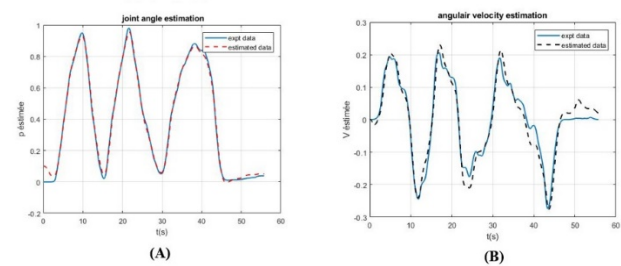 joint angle estimation
1
0.8
0.6
0.4
0.2
0
-0.2
0
10
20
30
40
50
60
p éstimée
t(s)
expt data
estimated data
(A)
angulair velocity estimation
0.3
0.2
0.1
0
-0.1
-0.2
-0.3
0
10
20
30
40
50
60
V éstimée
t(s)
expt data
estimated data
(B)